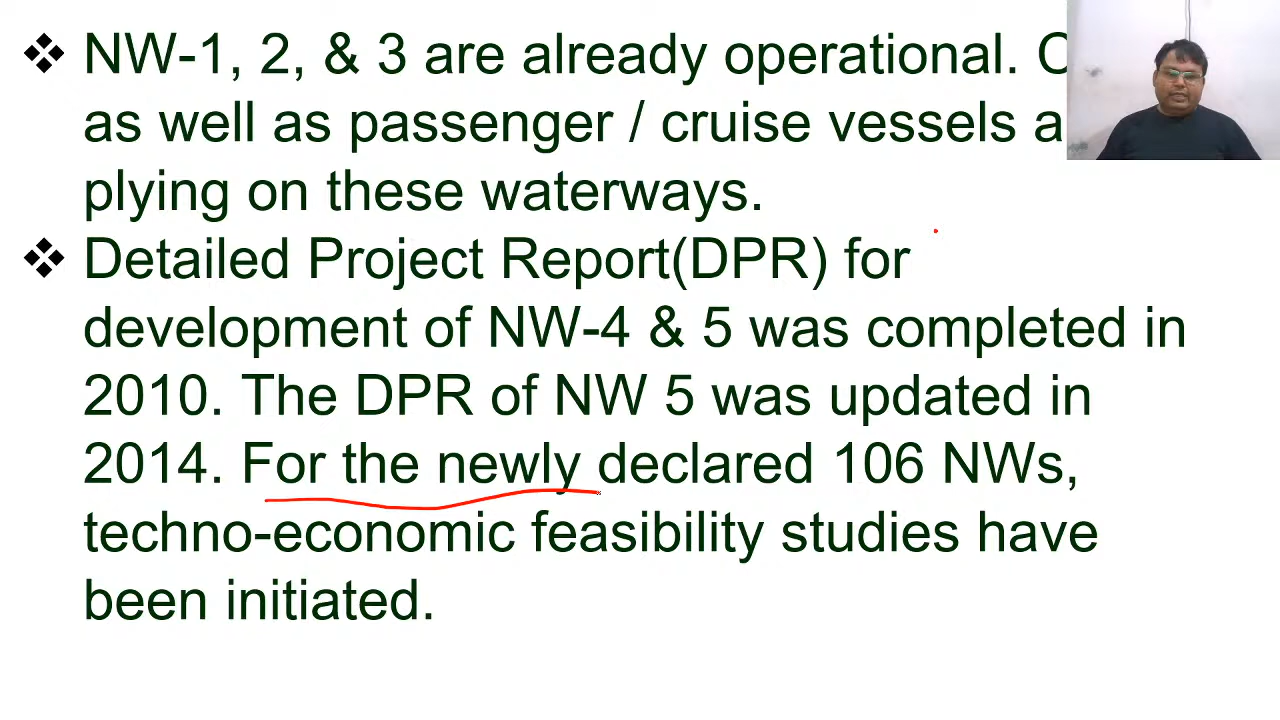 ❖ NW-1, 2, & 3 are already operational.
as well as passenger / cruise vessels
plying on these waterways.
❖ Detailed Project Report(DPR) for
development of NW-4 & 5 was completed in
2010. The DPR of NW 5 was updated in
2014. For the newly declared 106 NWs,
techno-economic feasibility studies have
been initiated.